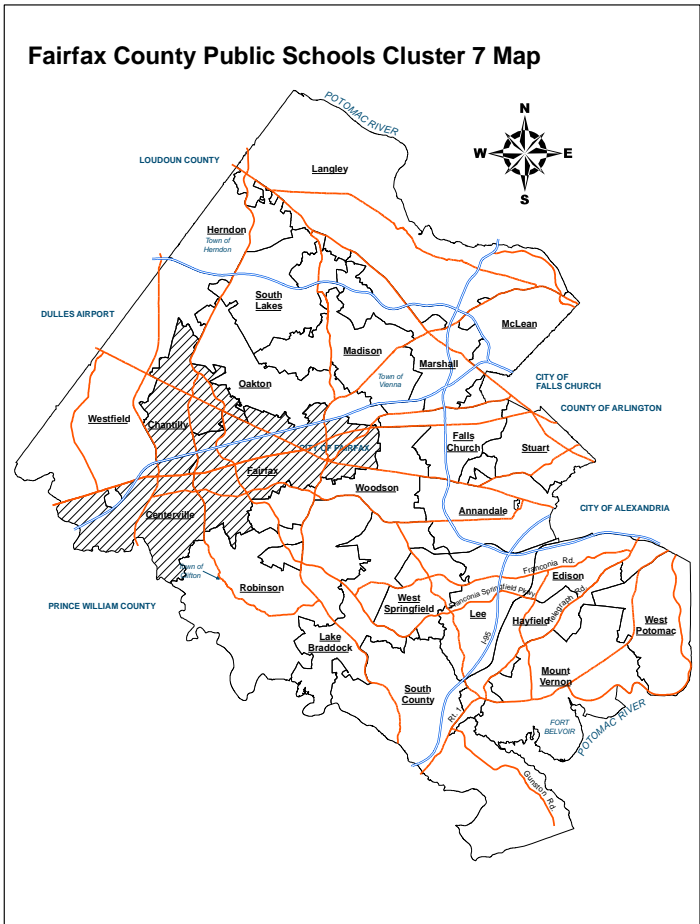 Fairfax County Public Schools Cluster 7 Map
POTOMAC RIVER
N
W
E
S
LOUDOUN COUNTY
Langley
Herndon
Town of
Herndon
DULLES AIRPORT
South
Lakes
McLean
Madison
Marshall
Town of
Vienna
Oakton
CITY OF
FALLS CHURCH
COUNTY OF ARLINGTON
Westfield
Chantilly
CITY OF FAIRFAX
Falls
Church
Stuart
Fairfax
Woodson
Centerville
Annandale
CITY OF ALEXANDRIA
Town of
Clifton
Franconia Rd.
Edison
Robinson
West
Springfield
Franconia Springfield Pkwy
Lee
Hayfield
Telegraph Rd.
West
Potomac
PRINCE WILLIAM COUNTY
Lake
Braddock
I-95
Mount
Vernon
South
County
Rt. 1
FORT
BELVOIR
POTOMAC RIVER
Gunston Rd.